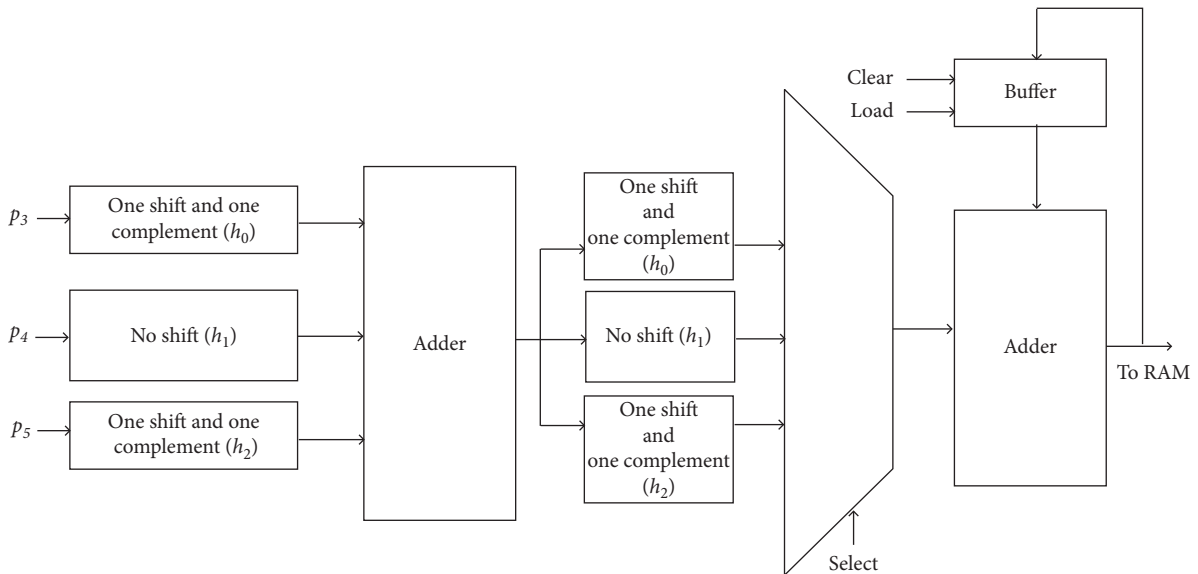 Clear
Load
Buffer
p3
One shift and one
complement (h0)
p4
No shift (h1)
p5
One shift and one
complement (h2)
Adder
One shift
and
one complement
(h0)
No shift (h1)
One shift
and
one complement
(h2)
Select
Adder
To RAM